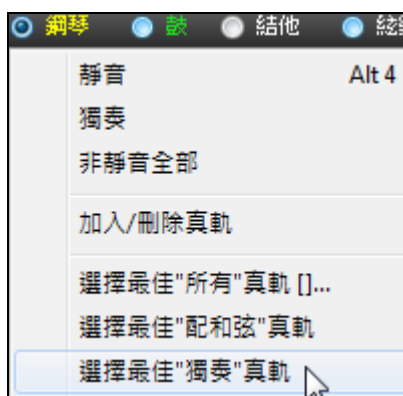 鋼琴 鼓 結他 絃
靜音 Alt 4
獨奏
非靜音全部
加入/刪除真軌
選擇最佳"所有"真軌 []...
選擇最佳"配和弦"真軌
選擇最佳"獨奏"真軌